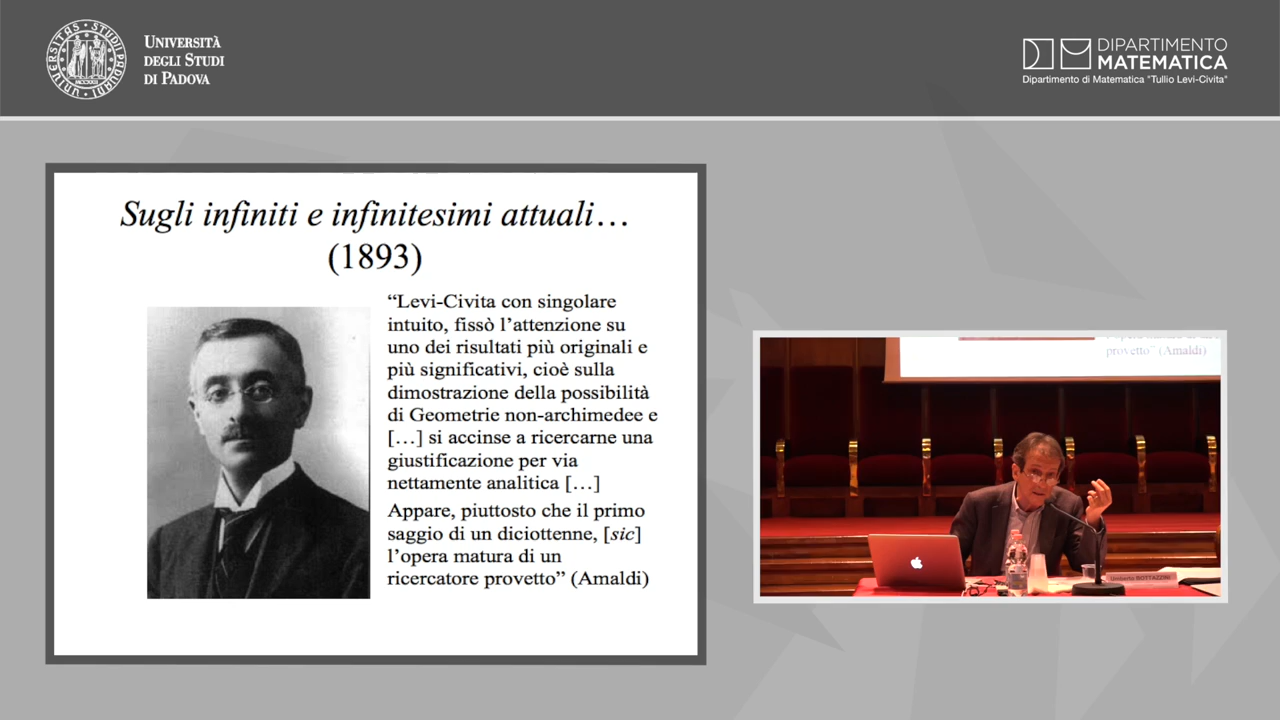 UNIVERSITÀ
DEGLI STUDI
DI PADOVA
DIPARTIMENTO
MATEMATICA
Dipartimento di Matematica "Tullio Levi-Civita"
Sugli infiniti e infinitesimi attuali…
(1893)
“Levi-Civita con singolare
intuito, fissò l’attenzione su
uno dei risultati più originali e
più significativi, cioè sulla
dimostrazione della possibilità
di Geometrie non-archimedee e
[…] si accinse a ricercarne una
giustificazione per via
nettamente analitica […]
Appare, piuttosto che il primo
saggio di un diciottenne, [sic]
l’opera matura di un
ricercatore provetto” (Amaldi)
provetto” (Amaldi)
Umberto BOTTAZZINI